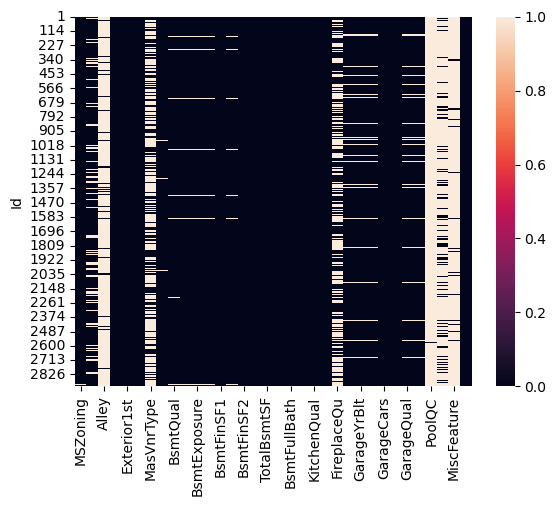 1
114
227
340
453
566
679
792
905
1018
1131
1244
1357
1470
1583
1696
1809
1922
2035
2148
2261
2374
2487
2600
2713
2826
Id
MSZoning
Alley
Exterior1st
MasVnrType
BsmtQual
BsmtExposure
BsmtFinSF1
BsmtFinSF2
TotalBsmtSF
BsmtFullBath
KitchenQual
FireplaceQu
GarageYrBlt
GarageCars
GarageQual
PoolQC
MiscFeature
1.0
0.8
0.6
0.4
0.2
0.0